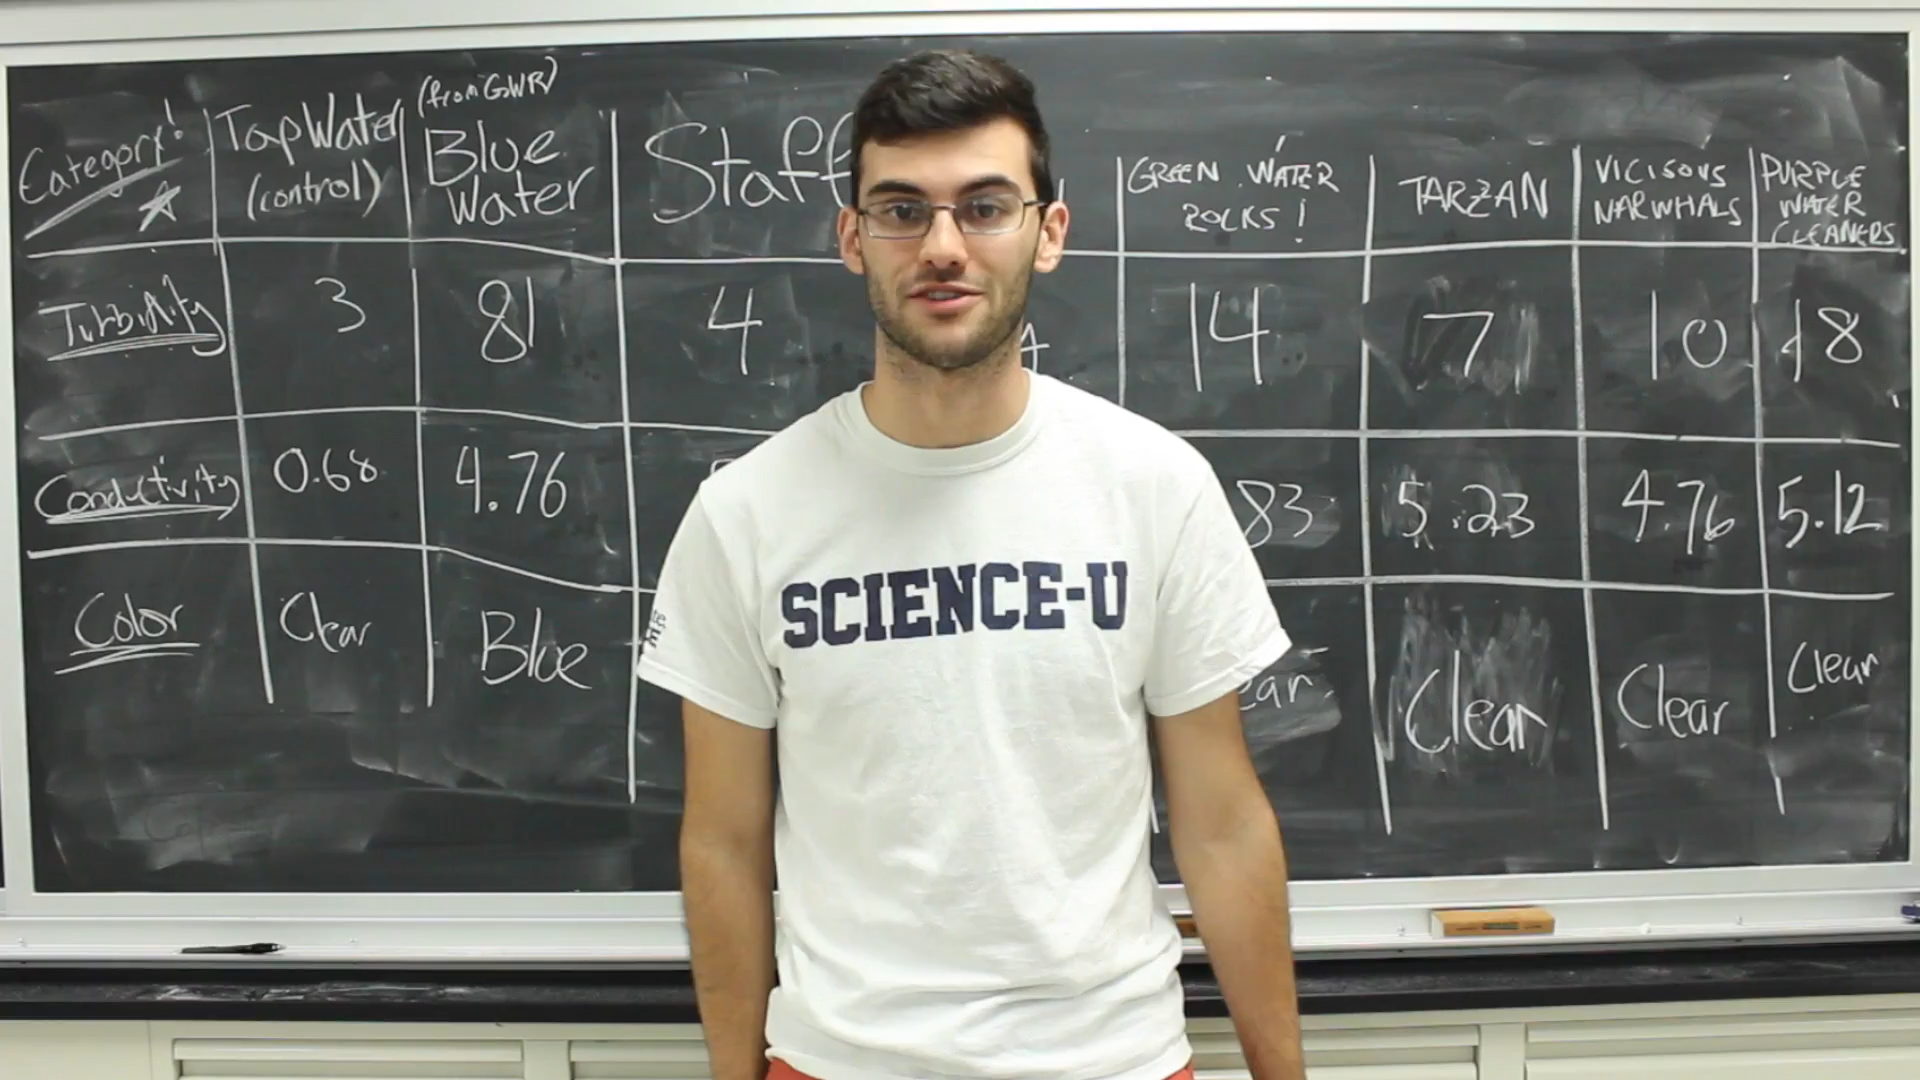 Category!
Tap Water
(control)
(from GWR)
Blue
Water
Staff
GREEN WATER
ROCKS!
TARZAN
VICISOUS
NARWHALS
PURPLE
WATER
CLEANERS
Turbidity 3 81 4 14 7 10 18
Conductivity 0.68 4.76 83 5.23 4.76 5.12
Color Clear Blue Clear Clear Clear
SCIENCE-U